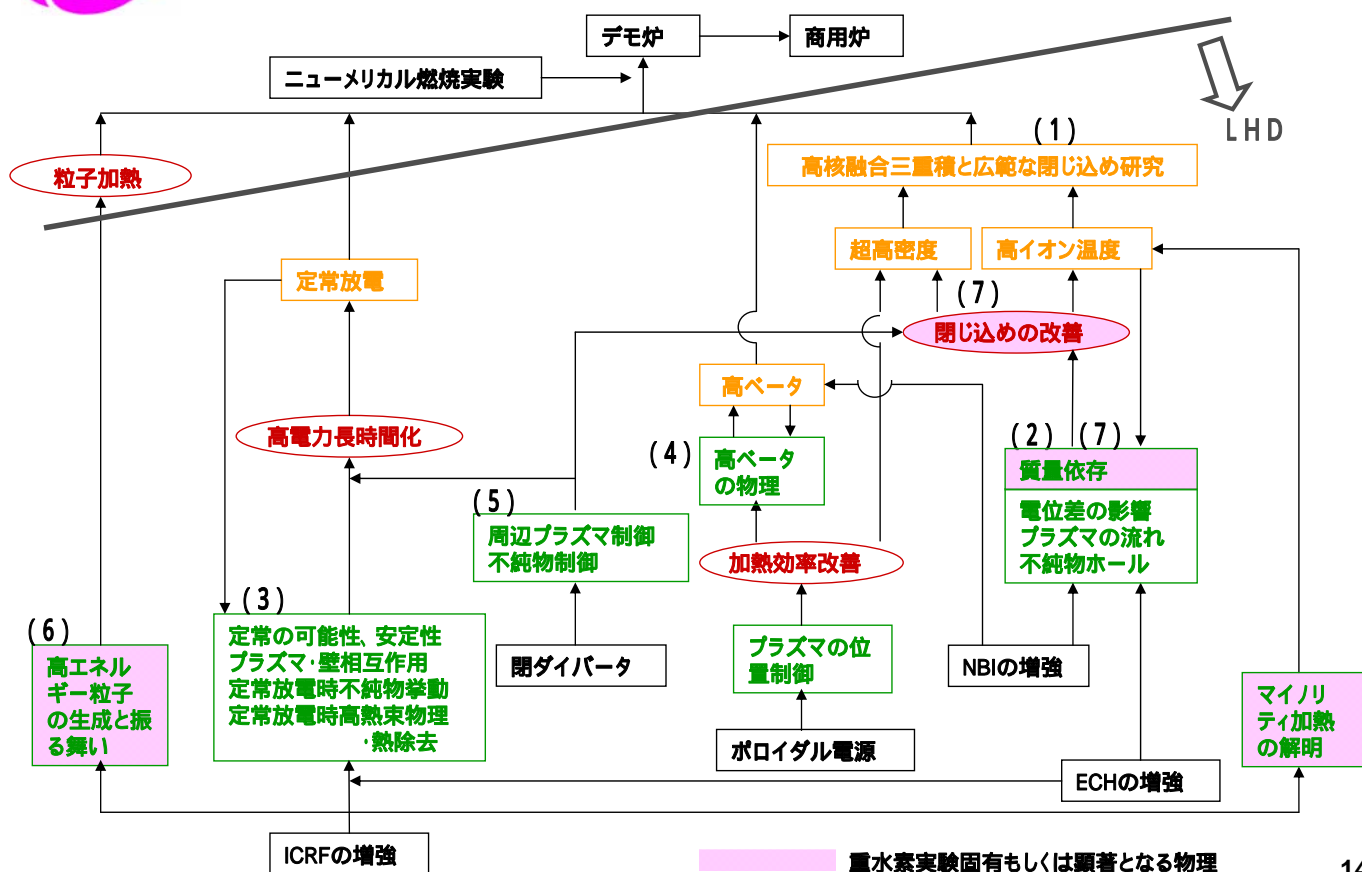 デモ炉
商用炉
ニューメリカル燃焼実験
LHD
(1)
粒子加熱
高核融合三重積と広範な閉じ込め研究
超高密度
高イオン温度
定常放電
(7)
閉じ込めの改善
高ベータ
高電力長時間化
(2)
(7)
(4)
高ベータ
の物理
質量依存
(5)
電位差の影響
プラズマの流れ
不純物ホール
周辺プラズマ制御
不純物制御
加熱効率改善
(3)
(6)
定常の可能性、安定性
プラズマ・壁相互作用
定常放電時不純物挙動
定常放電時高熱束物理
・熱除去
高エネル
ギー粒子
の生成と振
る舞い
閉ダイバータ
プラズマの位
置制御
NBIの増強
マイノリ
ティ加熱
の解明
ポロイダル電源
ECHの増強
ICRFの増強
重水素実験固有もしくは顕著となる物理